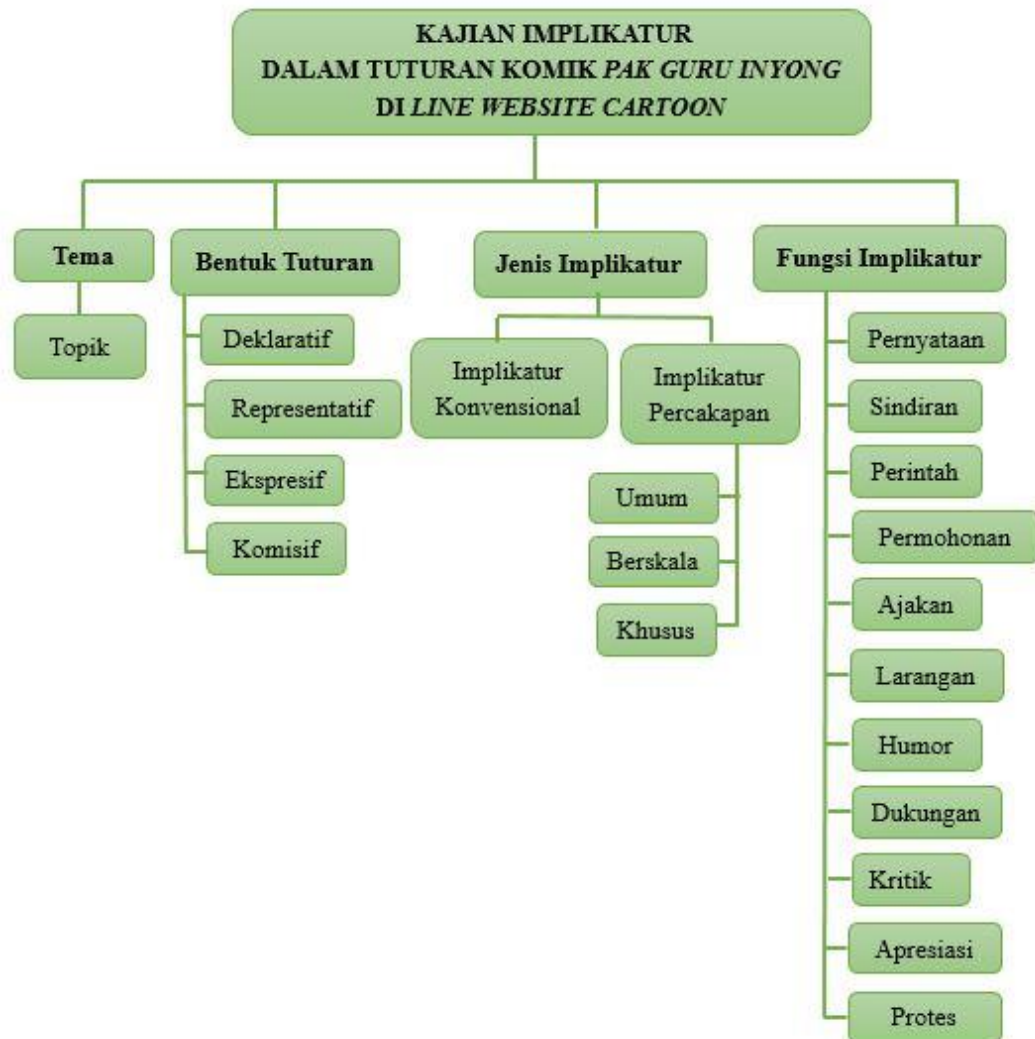 KAJIAN IMPLIKATUR
DALAM TUTURAN KOMIK PAK GURU INYONG
DI LINE WEBSITE CARTOON
Tema
Topik
Bentuk Tuturan
Deklaratif
Representatif
Ekspresif
Komisif
Jenis Implikatur
Implikatur
Konvensional
Implikatur
Percakapan
Umum
Berskala
Khusus
Fungsi Implikatur
Pernyataan
Sindiran
Perintah
Permohonan
Ajakan
Larangan
Humor
Dukungan
Kritik
Apresiasi
Protes